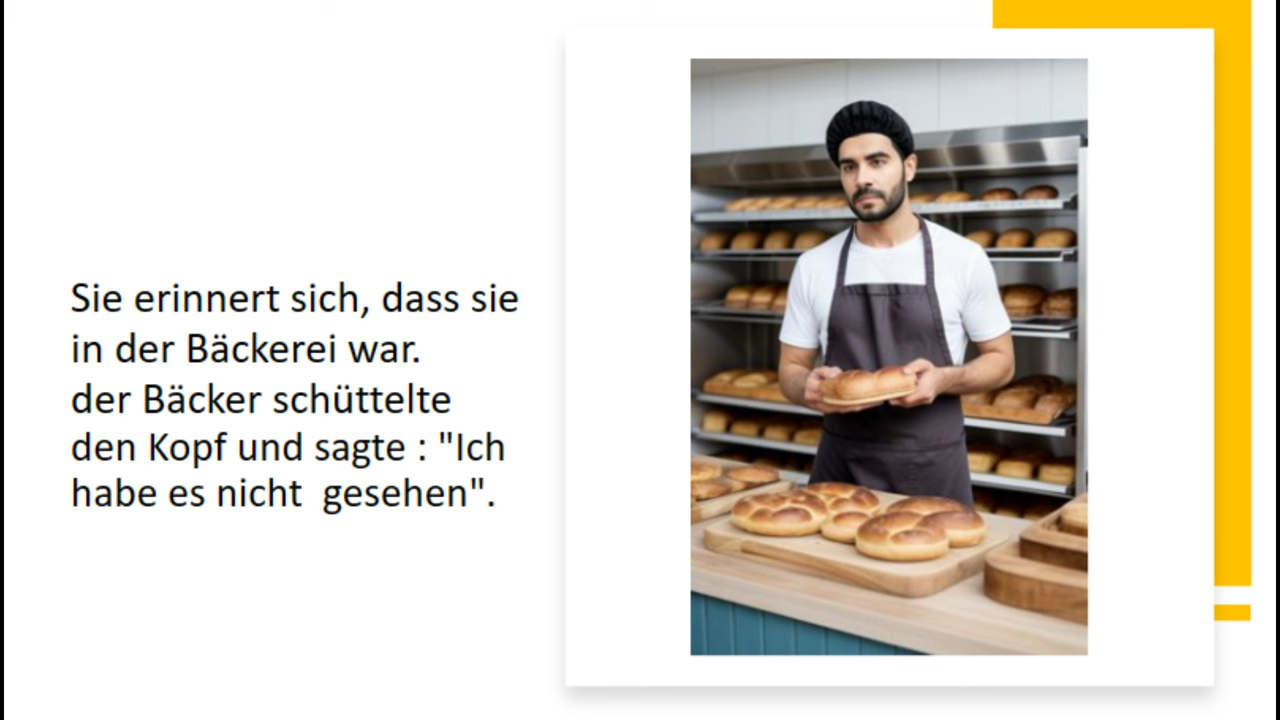 Sie erinnert sich, dass sie
in der Bäckerei war.
der Bäcker schüttelte
den Kopf und sagte : "Ich
habe es nicht  gesehen".